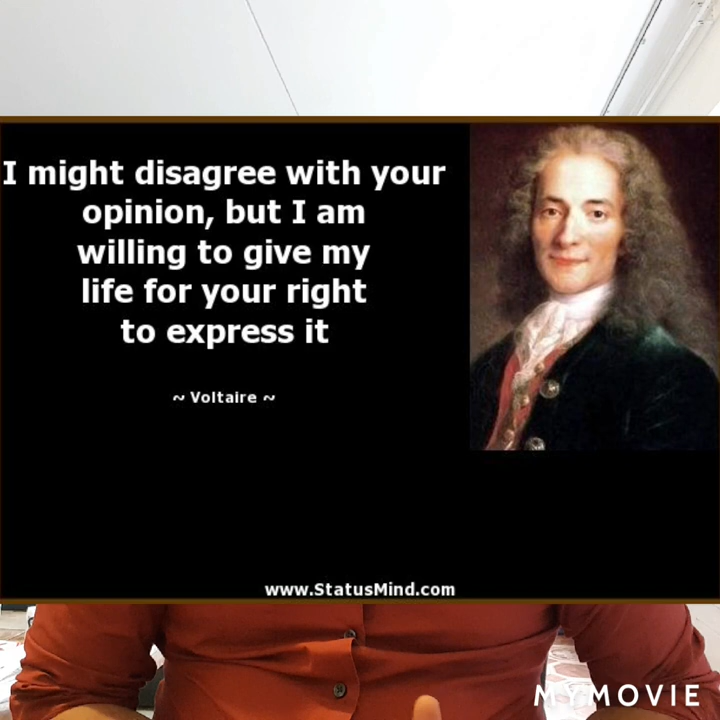 I might disagree with your
opinion, but I am
willing to give my
life for your right
to express it
~ Voltaire ~
www.StatusMind.com
MYMOVIE